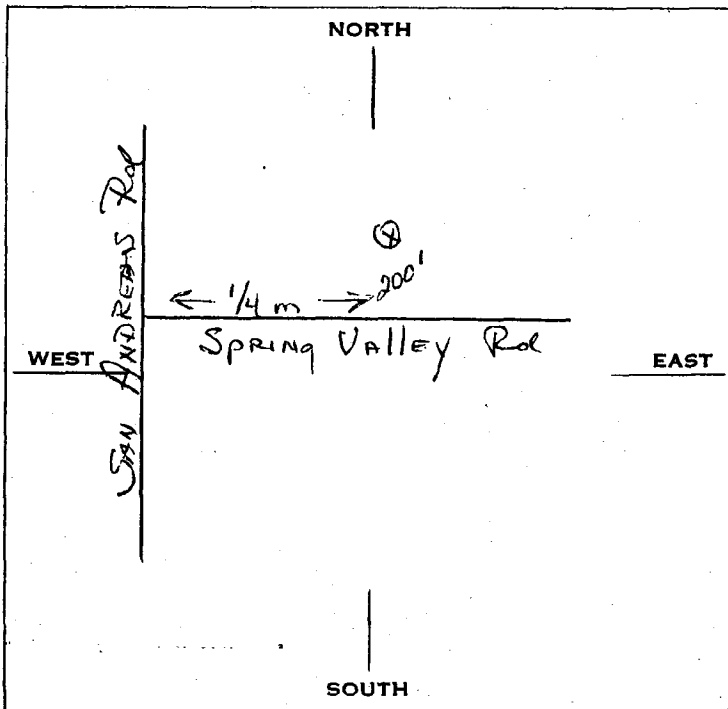 NORTH
SAN ANDREAS Rd
X
200'
1/4 m
Spring Valley Rd
WEST
EAST
SOUTH